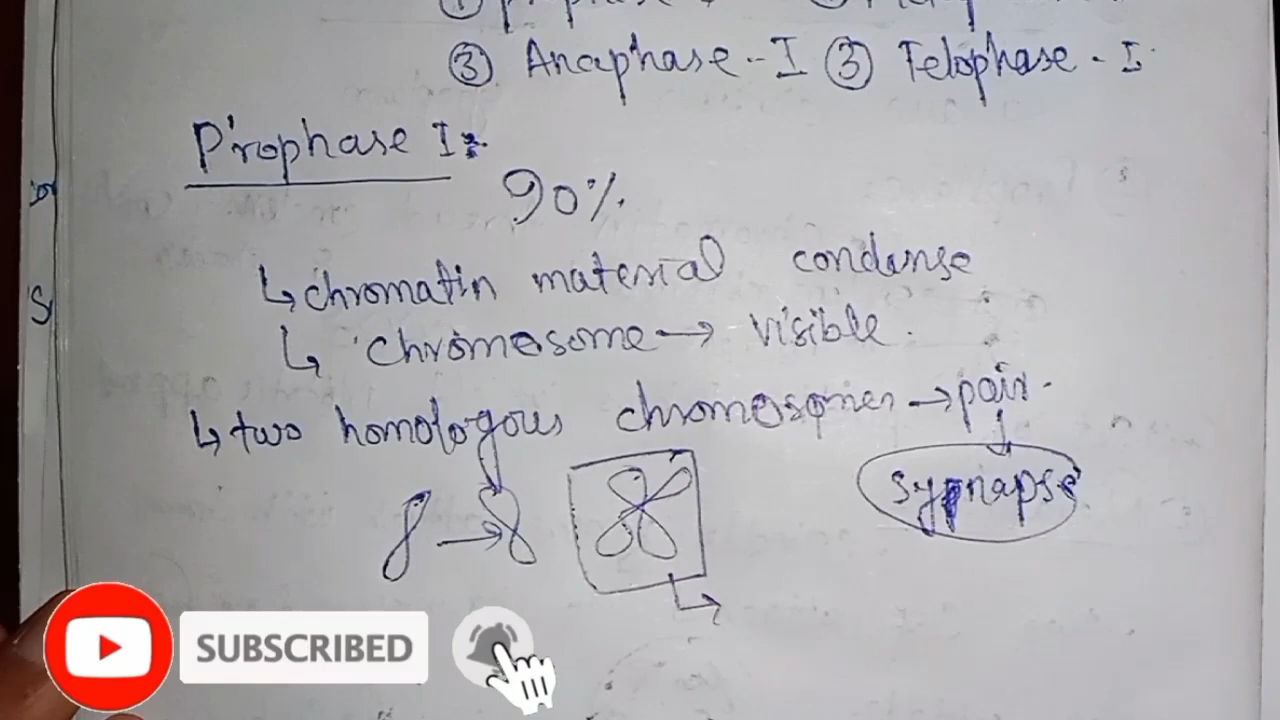 ③ Anaphase - I ③ Telophase - I
Prophase I:
90%
↳ chromatin material condense
↳ chromosome → visible.
↳ two homologous chromosomes → pair.
synapse
SUBSCRIBED